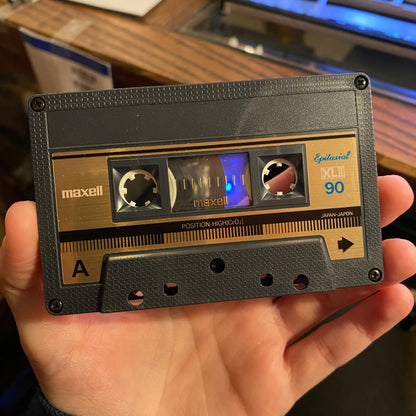 Epitaxial
maxell
XLII
90
maxell
POSITION HIGH(CrO₂)
JAPAN-JAPON
A